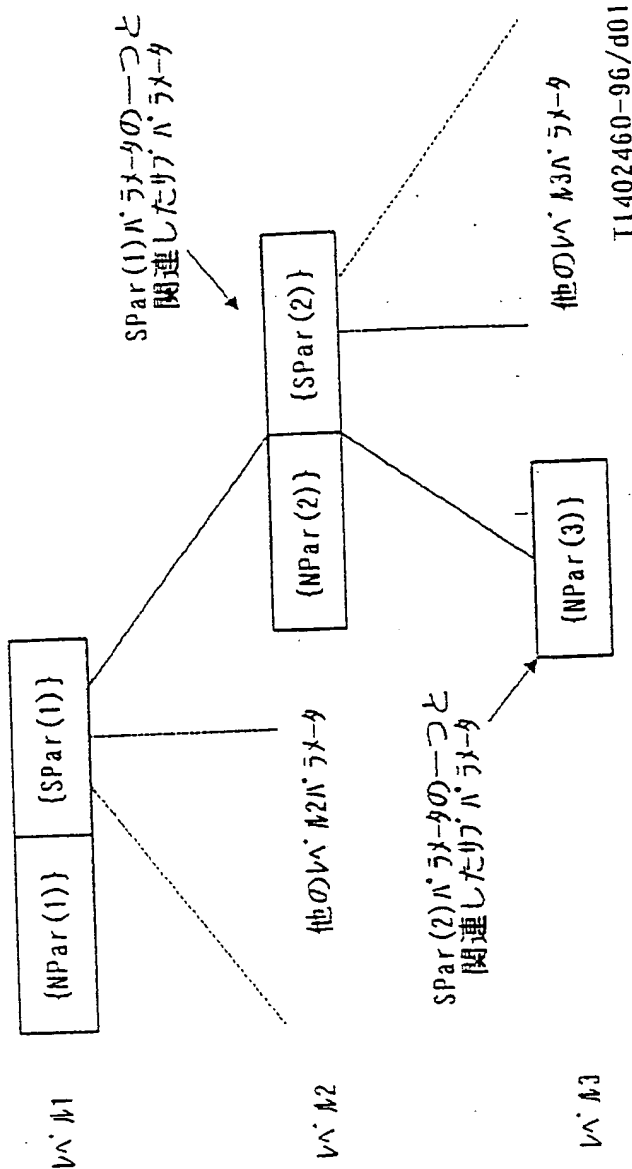 レベル1
{NPar(1)}
{SPar(1)}
SPar(1)パラメータの一つと
関連したサブパラメータ
レベル2
他のレベル2パラメータ
{NPar(2)}
{SPar(2)}
SPar(2)パラメータの一つと
関連したサブパラメータ
レベル3
{NPar(3)}
他のレベル3パラメータ
T1402460-96/d01